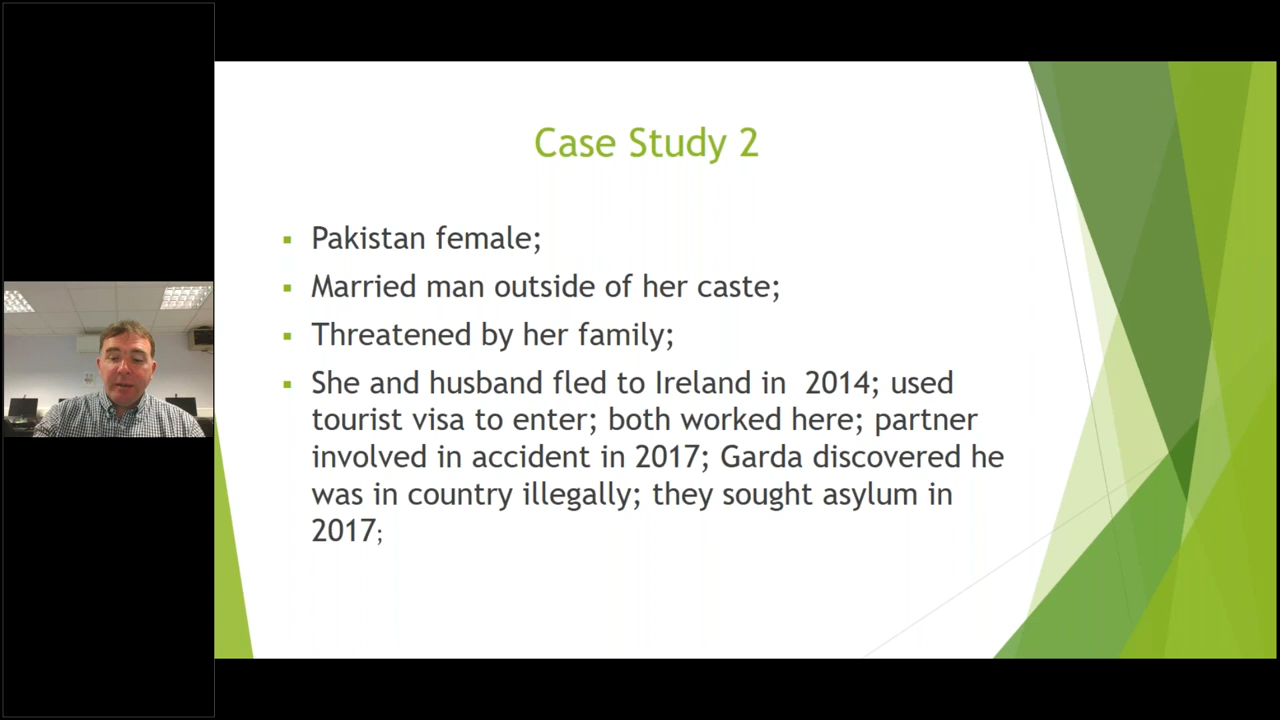 Case Study 2
Pakistan female;
Married man outside of her caste;
Threatened by her family;
She and husband fled to Ireland in  2014; used
tourist visa to enter; both worked here; partner
involved in accident in 2017; Garda discovered he
was in country illegally; they sought asylum in
2017;